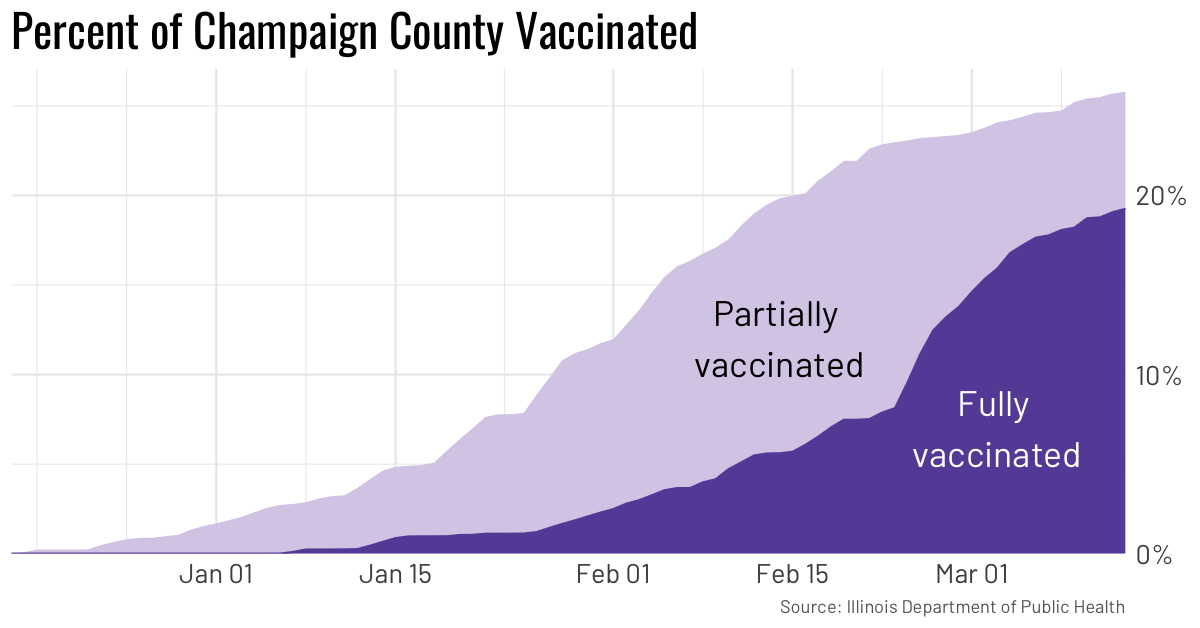 Percent of Champaign County Vaccinated
20%
Partially
vaccinated
10%
Fully
vaccinated
0%
Jan 01 Jan 15 Feb 01 Feb 15 Mar 01
Source: Illinois Department of Public Health